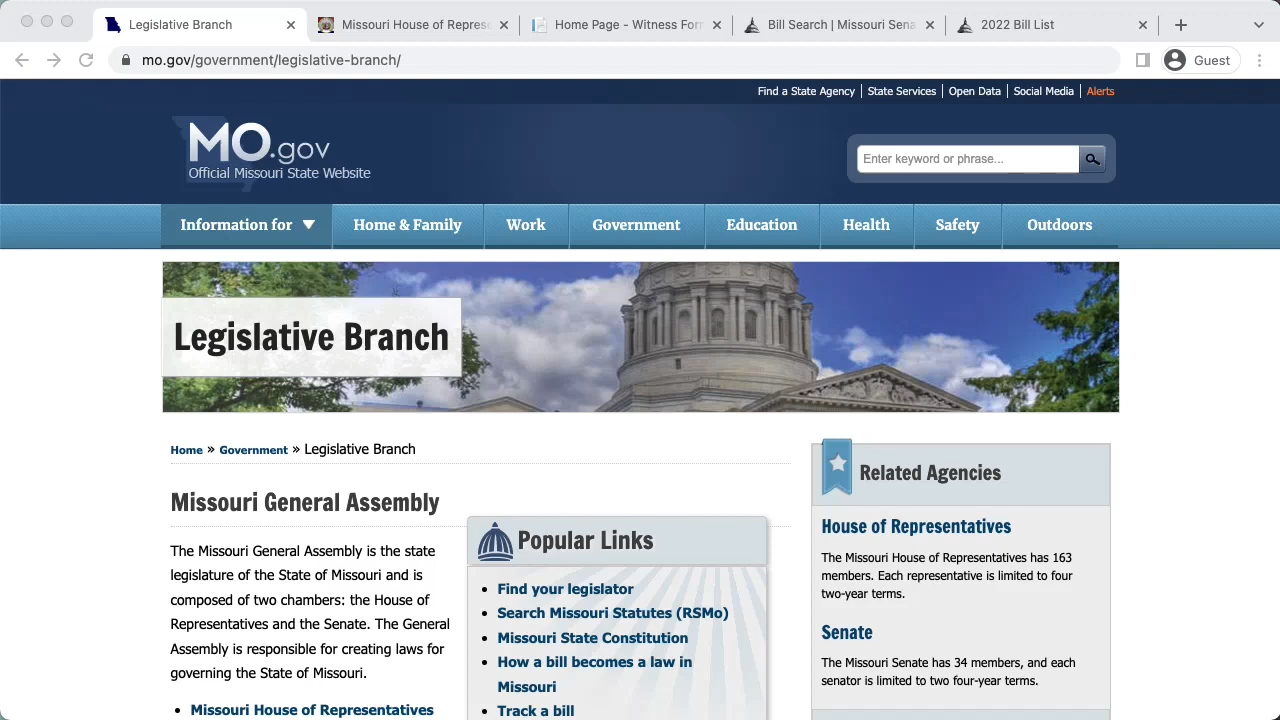 Legislative Branch
Missouri House of Represe
Home Page - Witness For
Bill Search | Missouri Sena
2022 Bill List
mo.gov/government/legislative-branch/
Guest
Find a State Agency
State Services
Open Data
Social Media
Alerts
MO.gov
Official Missouri State Website
Enter keyword or phrase...
Information for
Home & Family
Work
Government
Education
Health
Safety
Outdoors
Legislative Branch
Home » Government » Legislative Branch
Missouri General Assembly
The Missouri General Assembly is the state
legislature of the State of Missouri and is
composed of two chambers: the House of
Representatives and the Senate. The General
Assembly is responsible for creating laws for
governing the State of Missouri.
• Missouri House of Representatives
Popular Links
• Find your legislator
• Search Missouri Statutes (RSMo)
• Missouri State Constitution
• How a bill becomes a law in
Missouri
• Track a bill
Related Agencies
House of Representatives
The Missouri House of Representatives has 163
members. Each representative is limited to four
two-year terms.
Senate
The Missouri Senate has 34 members, and each
senator is limited to two four-year terms.